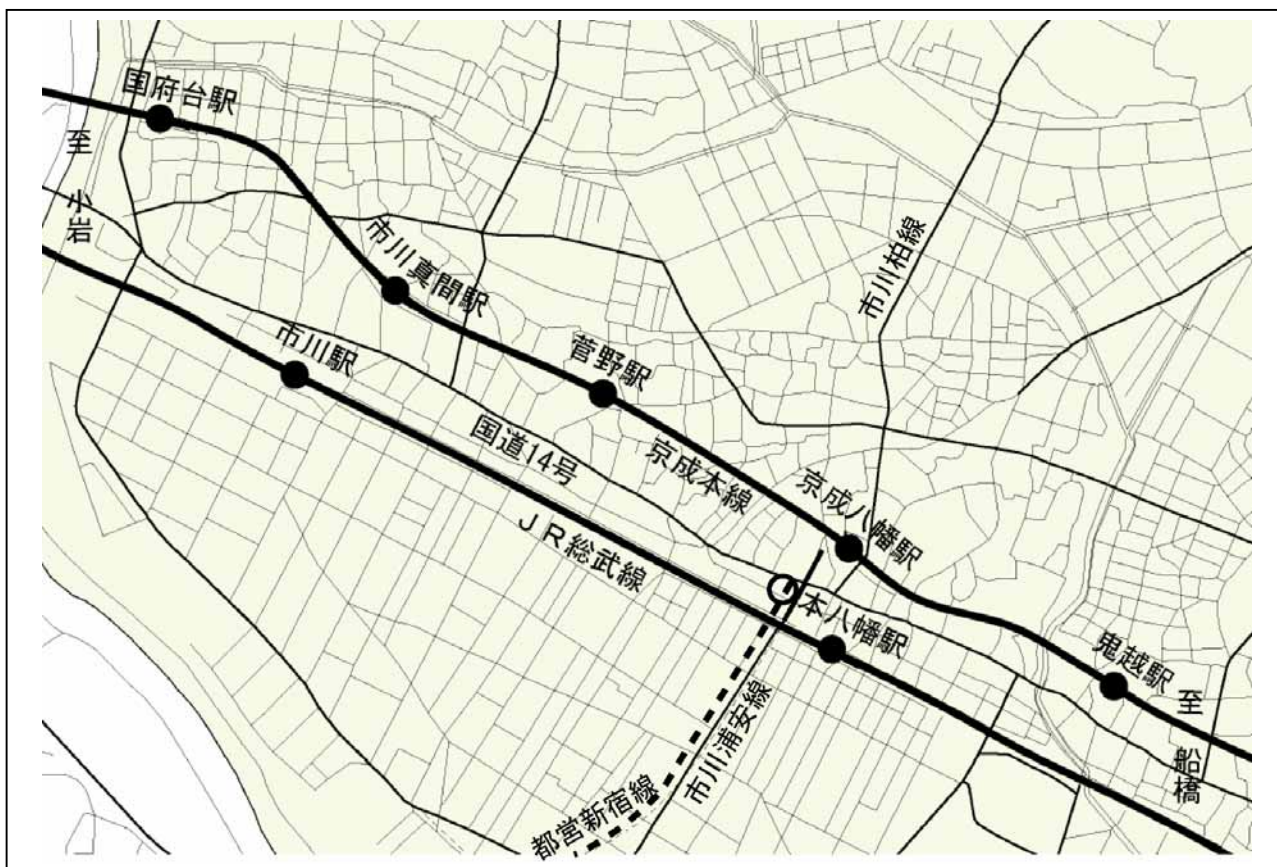 国府台駅
至小岩
市川真間駅
市川柏線
市川駅
菅野駅
国道14号
京成本線
京成八幡駅
JR総武線
本八幡駅
鬼越駅
至船橋
市川浦安線
都営新宿線